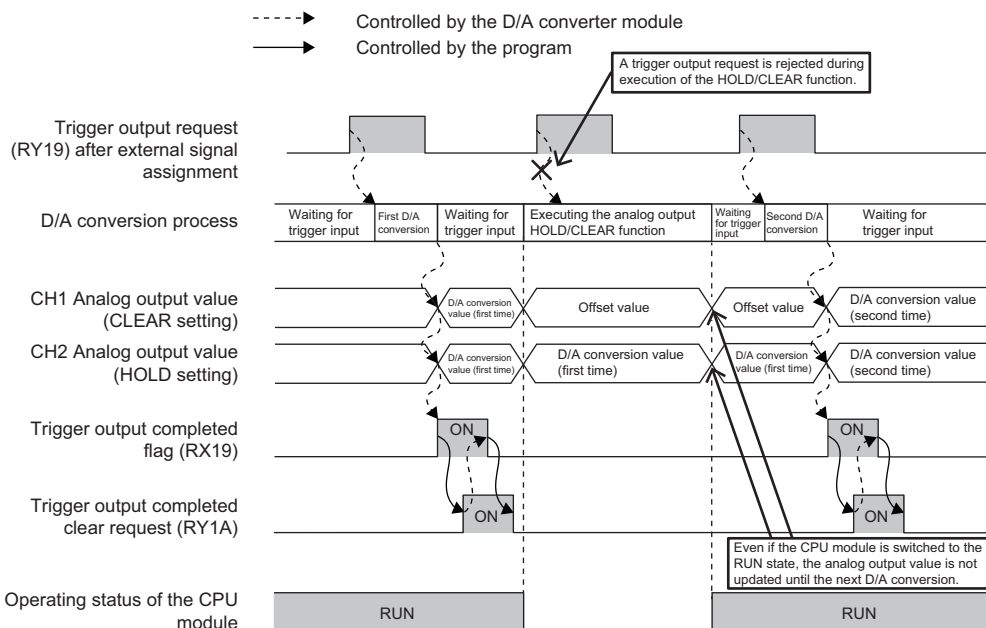 Controlled by the D/A converter module
Controlled by the program
A trigger output request is rejected during
execution of the HOLD/CLEAR function.
Trigger output request
(RY19) after external signal
assignment
D/A conversion process
Waiting for
trigger input
First D/A
conversion
Waiting for
trigger input
Executing the analog output
HOLD/CLEAR function
Waiting
for trigger
input
Second D/A
conversion
Waiting for
trigger input
CH1 Analog output value
(CLEAR setting)
D/A conversion
value (first time)
Offset value
Offset value
D/A conversion value
(second time)
CH2 Analog output value
(HOLD setting)
D/A conversion
value (first time)
D/A conversion value
(first time)
D/A conversion
value (first time)
D/A conversion value
(second time)
Trigger output completed
flag (RX19)
ON
ON
Trigger output completed
clear request (RY1A)
ON
ON
Even if the CPU module is switched to the
RUN state, the analog output value is not
updated until the next D/A conversion.
Operating status of the CPU
module
RUN
RUN